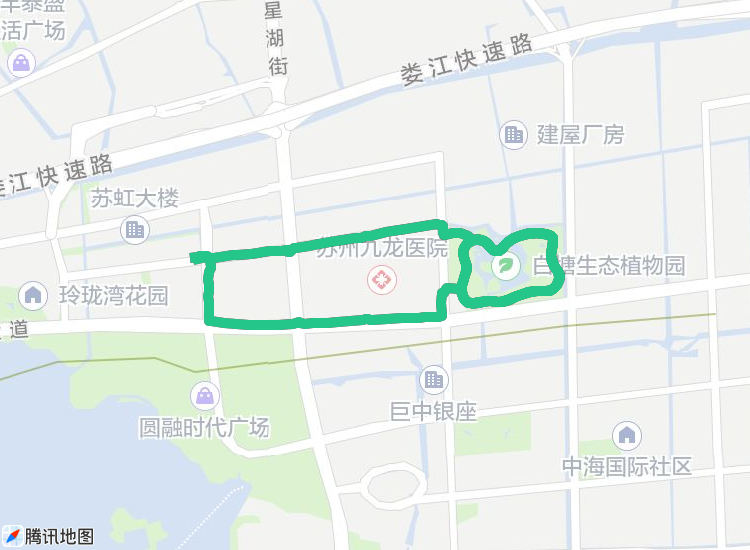 星湖街
活广场
娄江快速路
建屋厂房
娄江快速路
苏虹大楼
苏州九龙医院
白塘生态植物园
玲珑湾花园
道
巨中银座
圆融时代广场
中海国际社区
腾讯地图